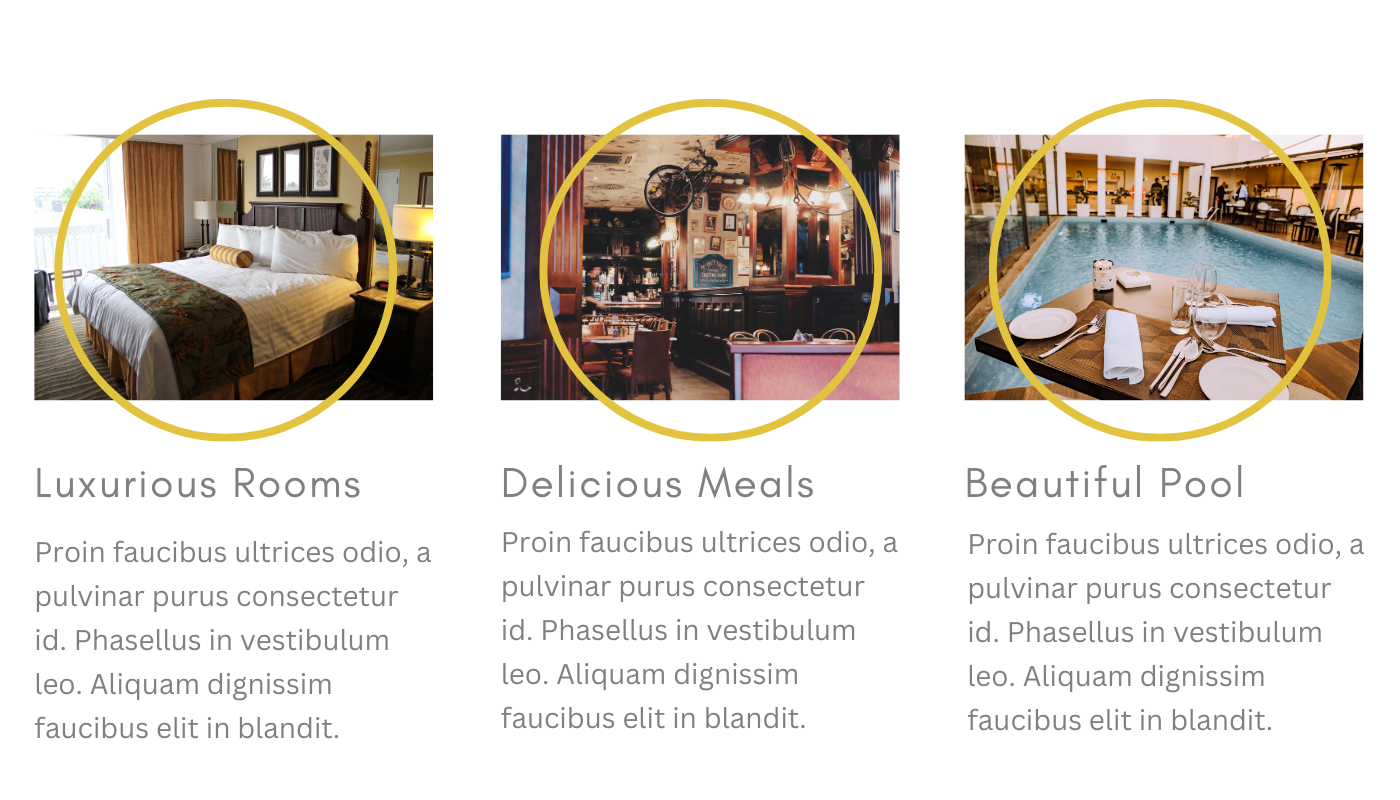 Luxurious Rooms
Proin faucibus ultrices odio, a
pulvinar purus consectetur
id. Phasellus in vestibulum
leo. Aliquam dignissim
faucibus elit in blandit.
Delicious Meals
Proin faucibus ultrices odio, a
pulvinar purus consectetur
id. Phasellus in vestibulum
leo. Aliquam dignissim
faucibus elit in blandit.
Beautiful Pool
Proin faucibus ultrices odio, a
pulvinar purus consectetur
id. Phasellus in vestibulum
leo. Aliquam dignissim
faucibus elit in blandit.